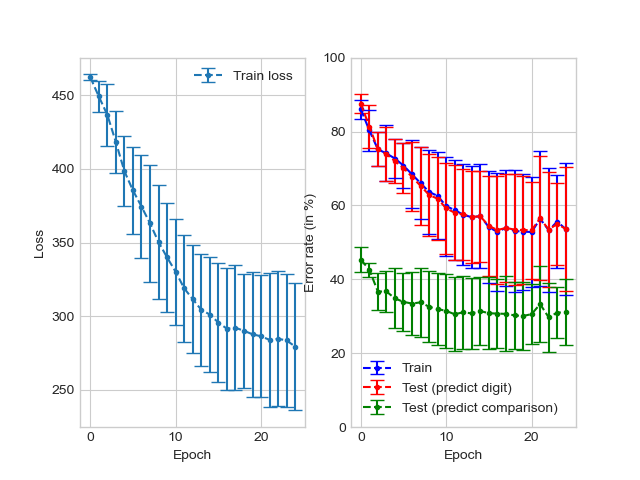 Train loss
450
400
350
300
250
Loss
0
10
20
Epoch
100
80
60
40
20
0
Error rate (in %)
Train
Test (predict digit)
Test (predict comparison)
0
10
20
Epoch